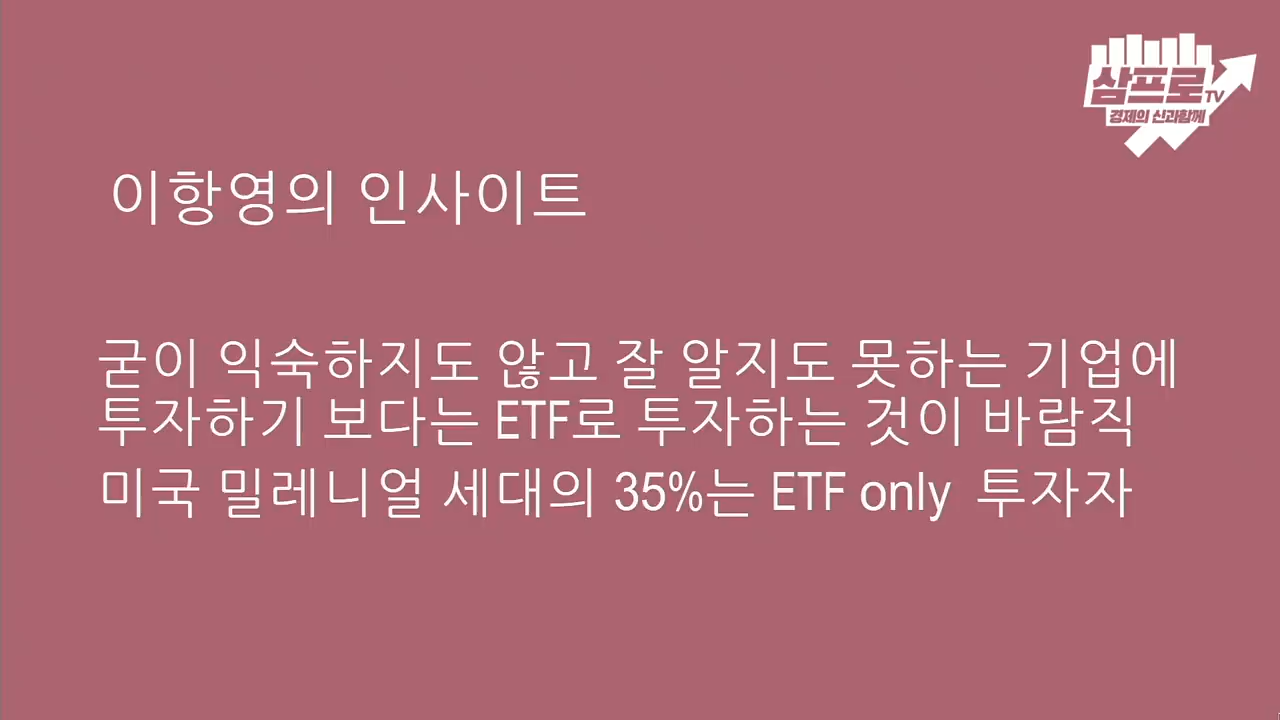 삼프로TV
경제의 신과함께
이항영의 인사이트
굳이 익숙하지도 않고 잘 알지도 못하는 기업에
투자하기 보다는 ETF로 투자하는 것이 바람직
미국 밀레니얼 세대의 35%는 ETF only 투자자